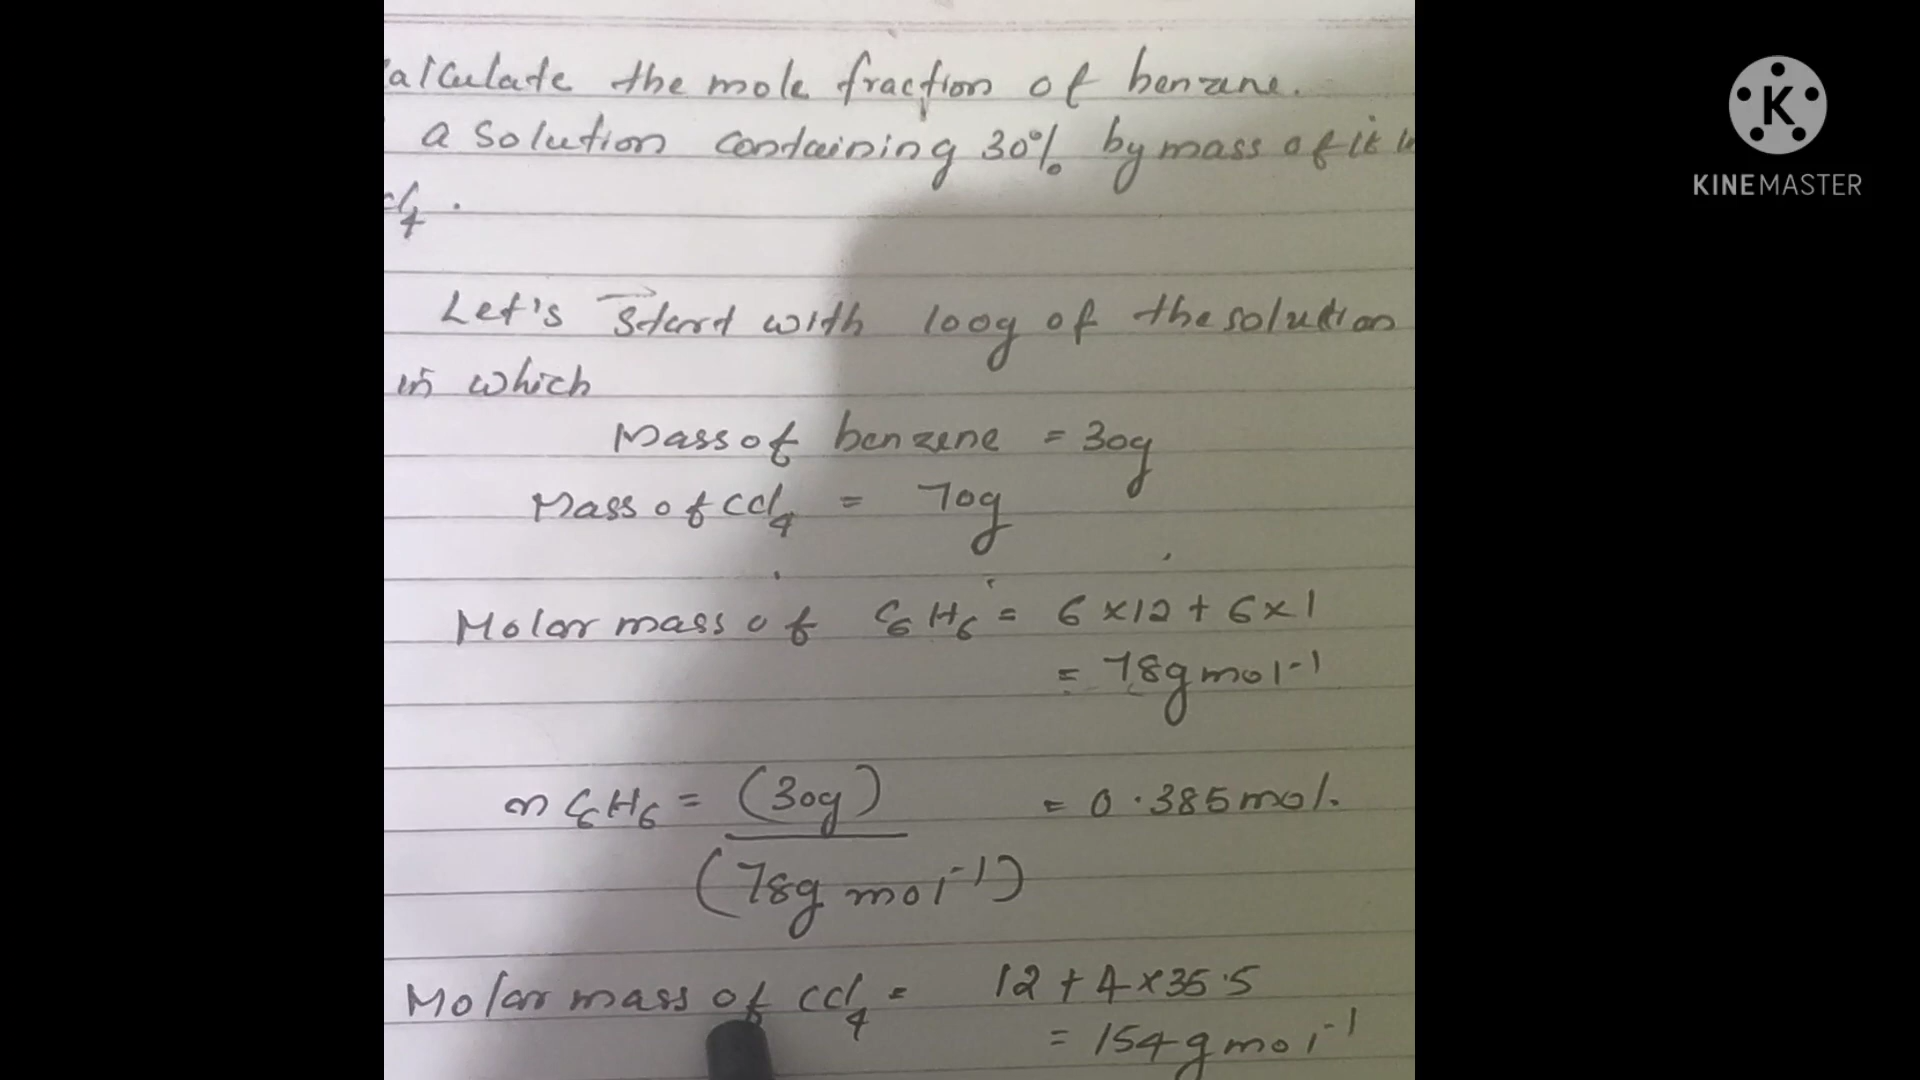 alculate the mole fraction of benzene.
a solution containing 30% by mass of it in
cl4.
Let's start with 100g of the solution
in which
Mass of benzene = 30g
Mass of CCl4 = 70g
Molar mass of C6H6 = 6 x 12 + 6 x 1
= 78g mol-1
n C6H6 = (30g) = 0.385 mol.
(78g mol-1)
Molar mass of CCl4 = 12 + 4 x 35.5
= 154 g mol-1
K
KINEMASTER